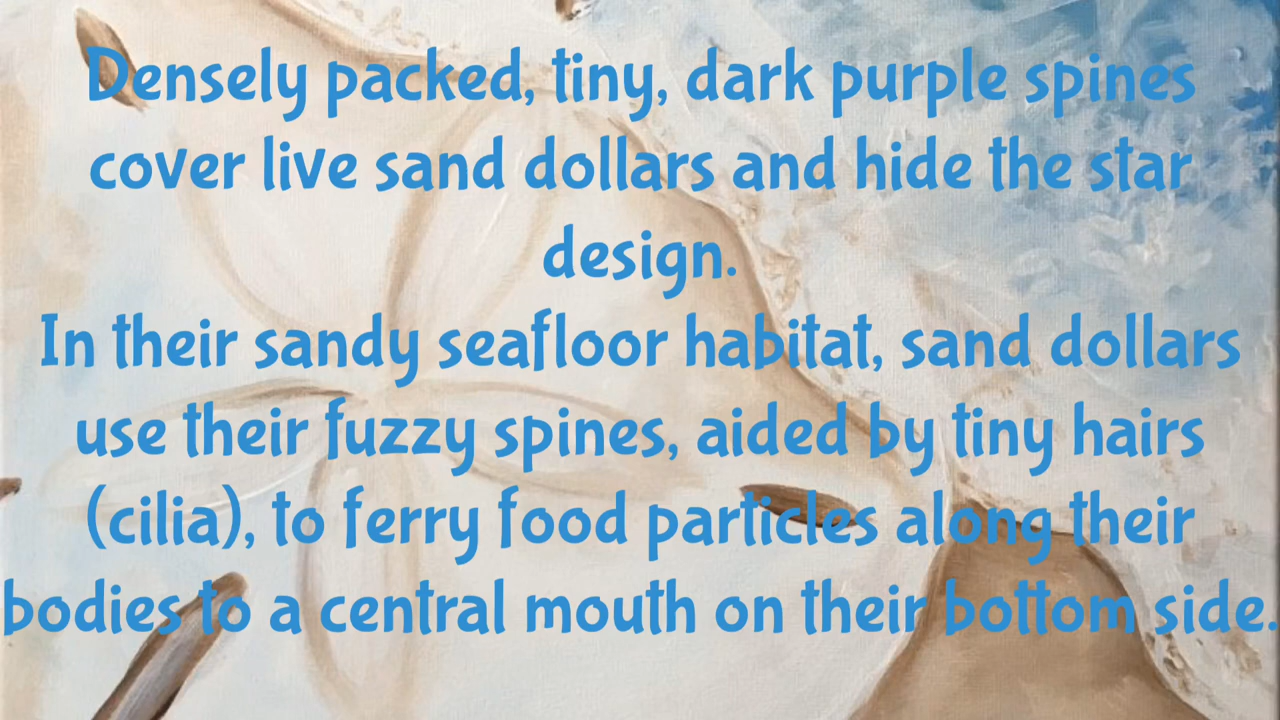 Densely packed, tiny, dark purple spines
cover live sand dollars and hide the star
design.
In their sandy seafloor habitat, sand dollars
use their fuzzy spines, aided by tiny hairs
(cilia), to ferry food particles along their
bodies to a central mouth on their bottom side.